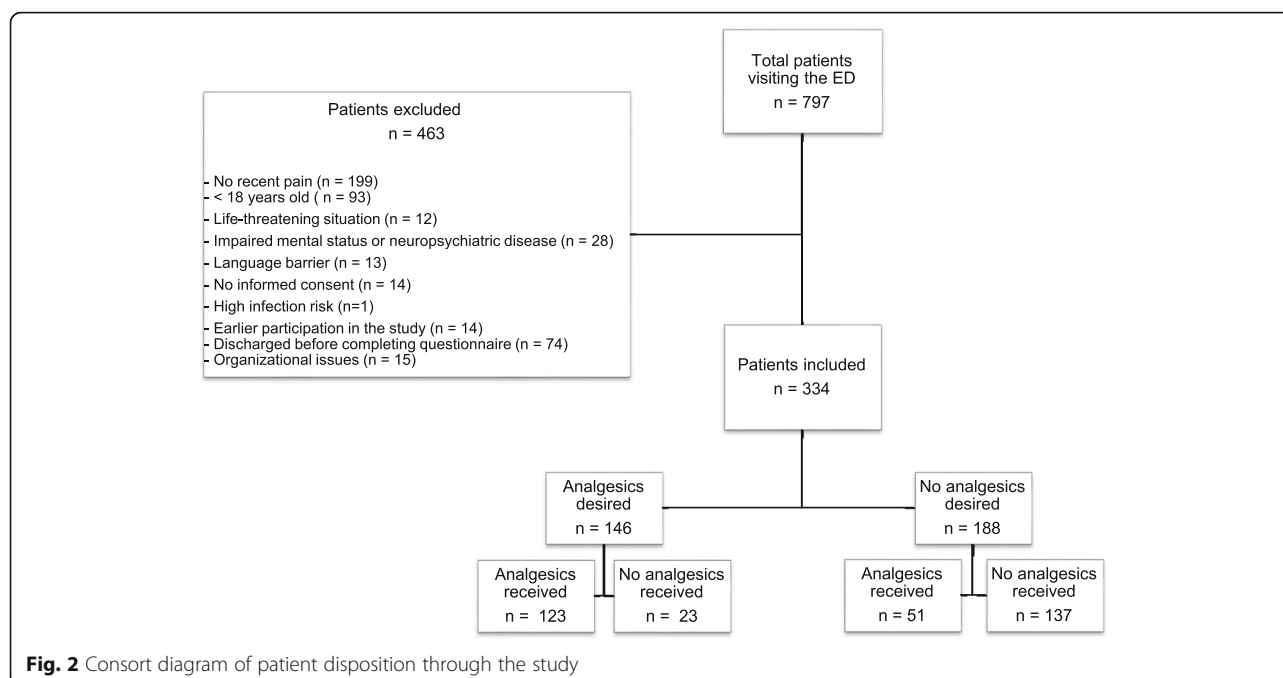 Total patients
visiting the ED
n = 797
Patients excluded
n = 463
- No recent pain (n = 199)
- < 18 years old ( n = 93)
- Life-threatening situation (n = 12)
- Impaired mental status or neuropsychiatric disease (n = 28)
- Language barrier (n = 13)
- No informed consent (n = 14)
- High infection risk (n=1)
- Earlier participation in the study (n = 14)
- Discharged before completing questionnaire (n = 74)
- Organizational issues (n = 15)
Patients included
n = 334
Analgesics
desired
n = 146
No analgesics
desired
n = 188
Analgesics
received
n = 123
No analgesics
received
n = 23
Analgesics
received
n = 51
No analgesics
received
n = 137
Fig. 2 Consort diagram of patient disposition through the study